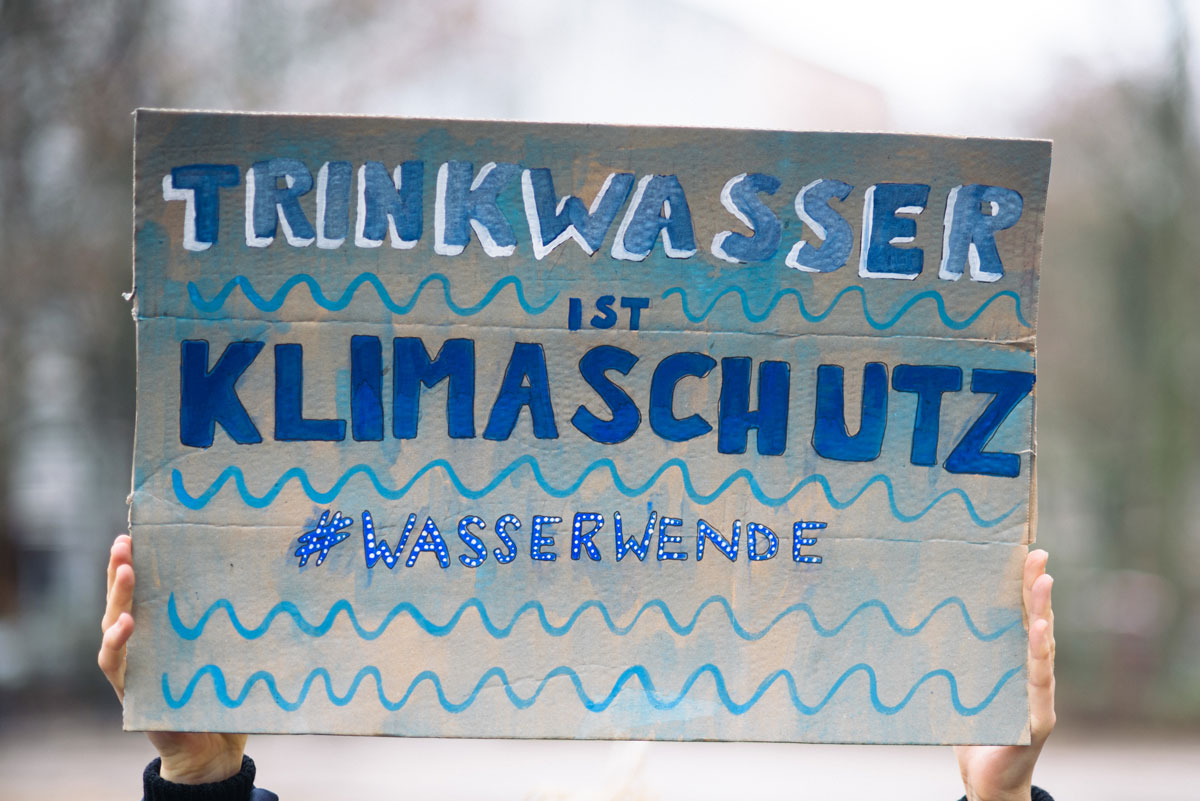 TRINKWASSER
IST
KLIMASCHUTZ
#WASSERWENDE